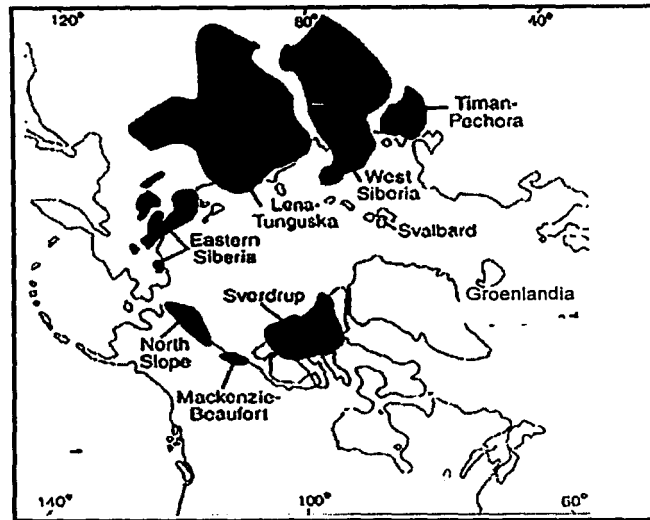 120°
80°
40°
Timan-
Pechora
West
Siberia
Lena-
Tunguska
Svalbard
Eastern
Siberia
Sverdrup
Groenlandia
North
Slope
Mackenzie-
Beaufort
140°
100°
60°